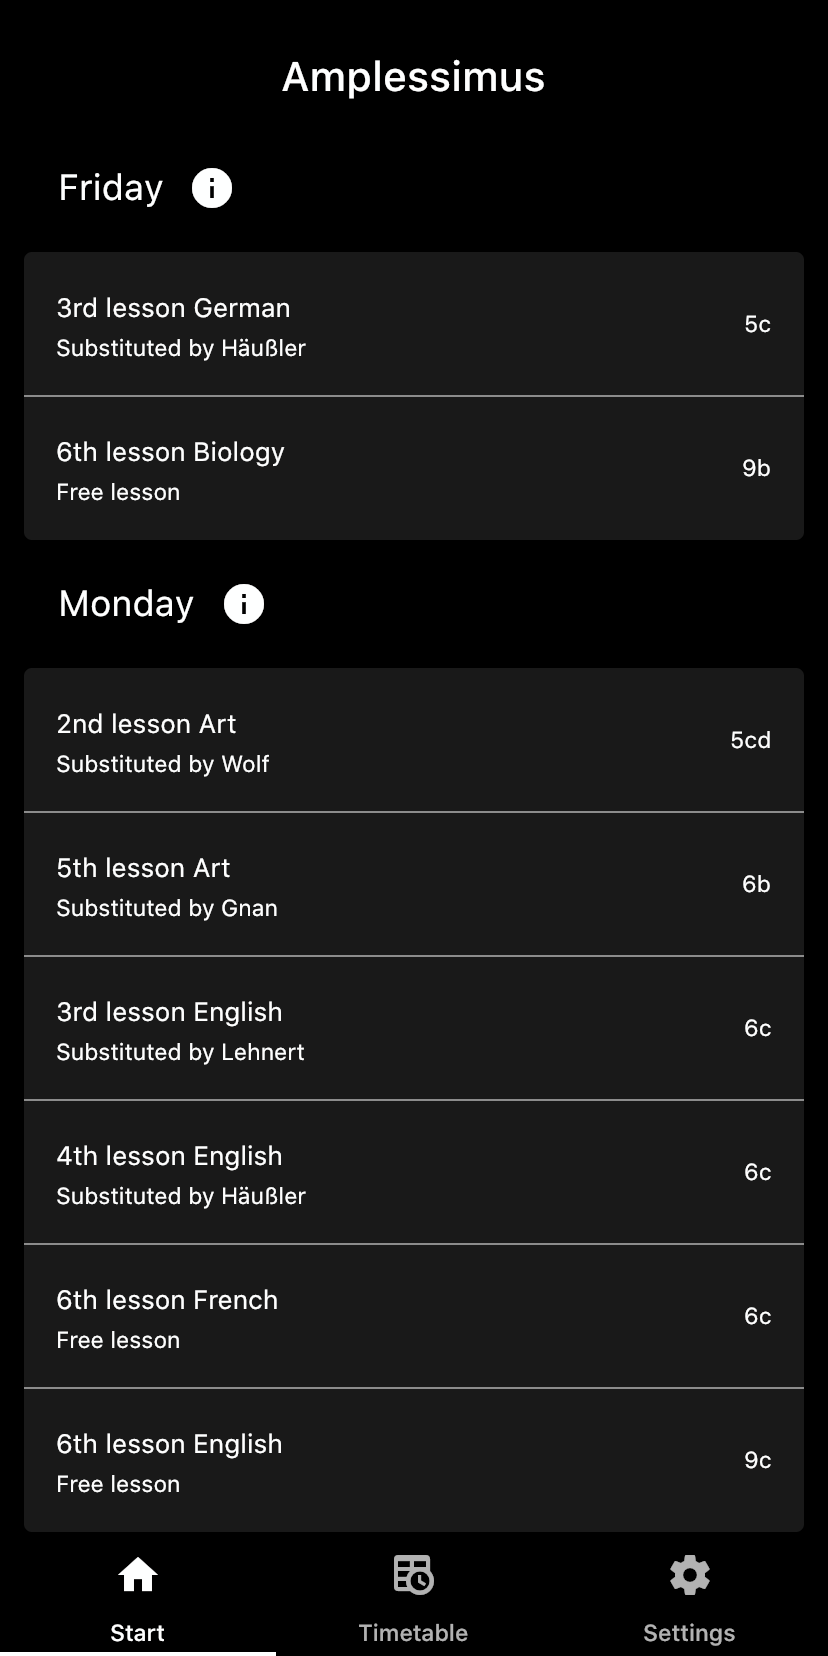 Amplessimus
Friday
3rd lesson German
Substituted by Häußler
5c
6th lesson Biology
Free lesson
9b
Monday
2nd lesson Art
Substituted by Wolf
5cd
5th lesson Art
Substituted by Gnan
6b
3rd lesson English
Substituted by Lehnert
6c
4th lesson English
Substituted by Häußler
6c
6th lesson French
Free lesson
6c
6th lesson English
Free lesson
9c
Start
Timetable
Settings